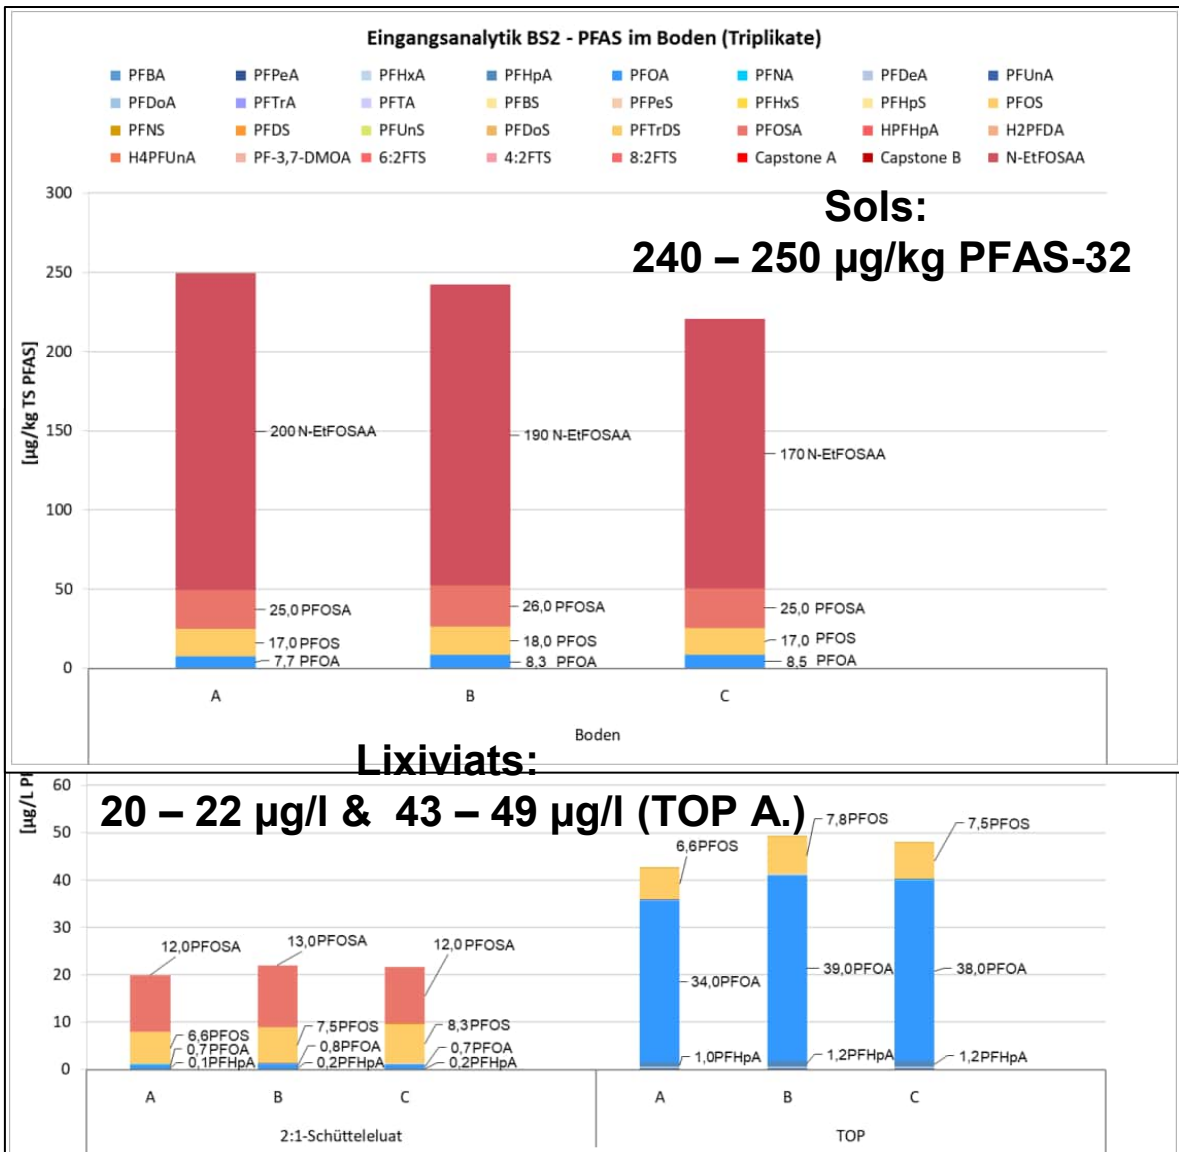 Eingangsanalytik BS2 - PFAS im Boden (Triplikate)
PFBA PFPeA PFHxA PFHpA PFOA PFNA PFDeA PFUnA
PFDoA PFTrA PFTA PFBS PFPeS PFHxS PFHpS PFOS
PFNS PFDS PFUnS PFDoS PFTrDS PFOSA HPFHpA H2PFDA
H4PFUnA PF-3,7-DMOA 6:2FTS 4:2FTS 8:2FTS Capstone A Capstone B N-EtFOSAA
Sols:
240 – 250 µg/kg PFAS-32
[µg/kg TS PFAS]
300
250
200
150
100
50
0
200 N-EtFOSAA
190 N-EtFOSAA
170 N-EtFOSAA
25,0 PFOSA
26,0 PFOSA
25,0 PFOSA
17,0 PFOS
18,0 PFOS
17,0 PFOS
7,7 PFOA
8,3 PFOA
8,5 PFOA
A B C
Boden
Lixiviats:
20 – 22 µg/l & 43 – 49 µg/l (TOP A.)
[µg/L
60
50
40
30
20
10
0
12,0PFOSA
13,0PFOSA
12,0PFOSA
6,6PFOS
0,7PFOA
0,1PFHpA
7,5PFOS
0,8PFOA
0,2PFHpA
8,3PFOS
0,7PFOA
0,2PFHpA
6,6PFOS
34,0PFOA
1,0PFHpA
7,8PFOS
39,0PFOA
1,2PFHpA
7,5PFOS
38,0PFOA
1,2PFHpA
A B C A B C
2:1-Schütteleluat TOP